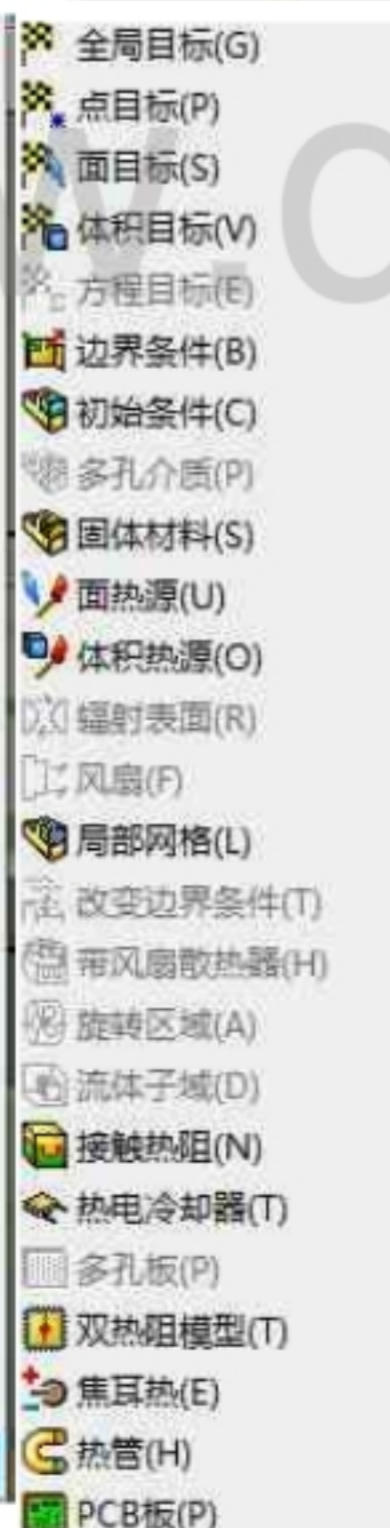 全局目标(G)
点目标(P)
面目标(S)
体积目标(V)
方程目标(E)
边界条件(B)
初始条件(C)
多孔介质(P)
固体材料(S)
面热源(U)
体积热源(O)
辐射表面(R)
风扇(F)
局部网格(L)
改变边界条件(T)
带风扇散热器(H)
旋转区域(A)
流体子域(D)
接触热阻(N)
热电冷却器(T)
多孔板(P)
双热阻模型(T)
焦耳热(E)
热管(H)
PCB板(P)